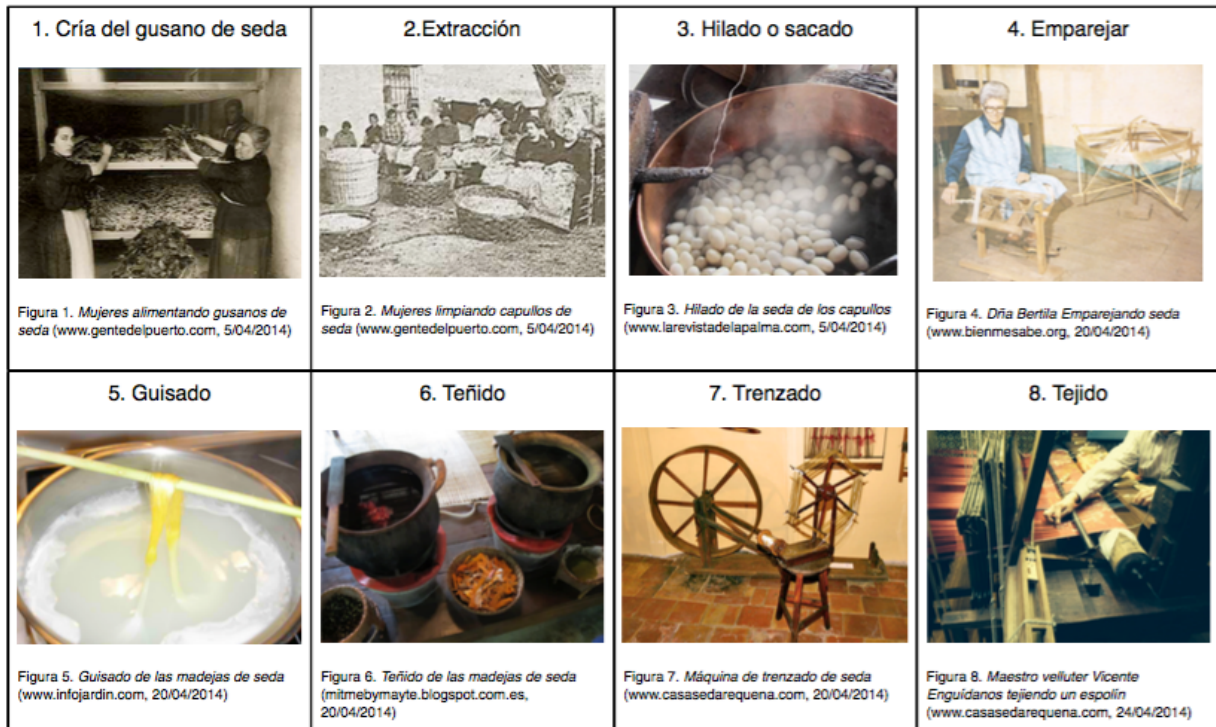 1. Cría del gusano de seda
Figura 1. Mujeres alimentando gusanos de
seda (www.gentedelpuerto.com, 5/04/2014)
2.Extracción
Figura 2. Mujeres limpiando capullos de
seda (www.gentedelpuerto.com, 5/04/2014)
3. Hilado o sacado
Figura 3. Hilado de la seda de los capullos
(www.larevistadelapalma.com, 5/04/2014)
4. Emparejar
Figura 4. Dña Bertila Emparejando seda
(www.bienmesabe.org, 20/04/2014)
5. Guisado
Figura 5. Guisado de las madejas de seda
(www.infojardin.com, 20/04/2014)
6. Teñido
Figura 6. Teñido de las madejas de seda
(mitmebymayte.blogspot.com.es,
20/04/2014)
7. Trenzado
Figura 7. Máquina de trenzado de seda
(www.casasedarequena.com, 20/04/2014)
8. Tejido
Figura 8. Maestro velluter Vicente
Enguídanos tejiendo un espolín
(www.casasedarequena.com, 24/04/2014)